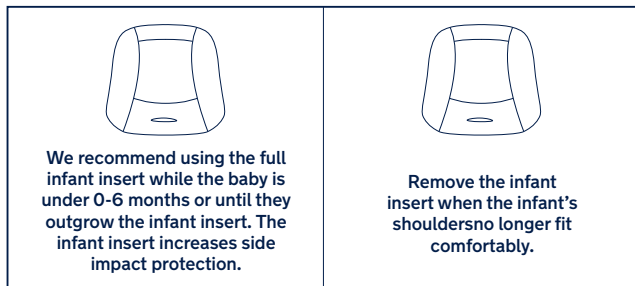 We recommend using the full
infant insert while the baby is
under 0-6 months or until they
outgrow the infant insert. The
infant insert increases side
impact protection.
Remove the infant
insert when the infant's
shouldersno longer fit
comfortably.